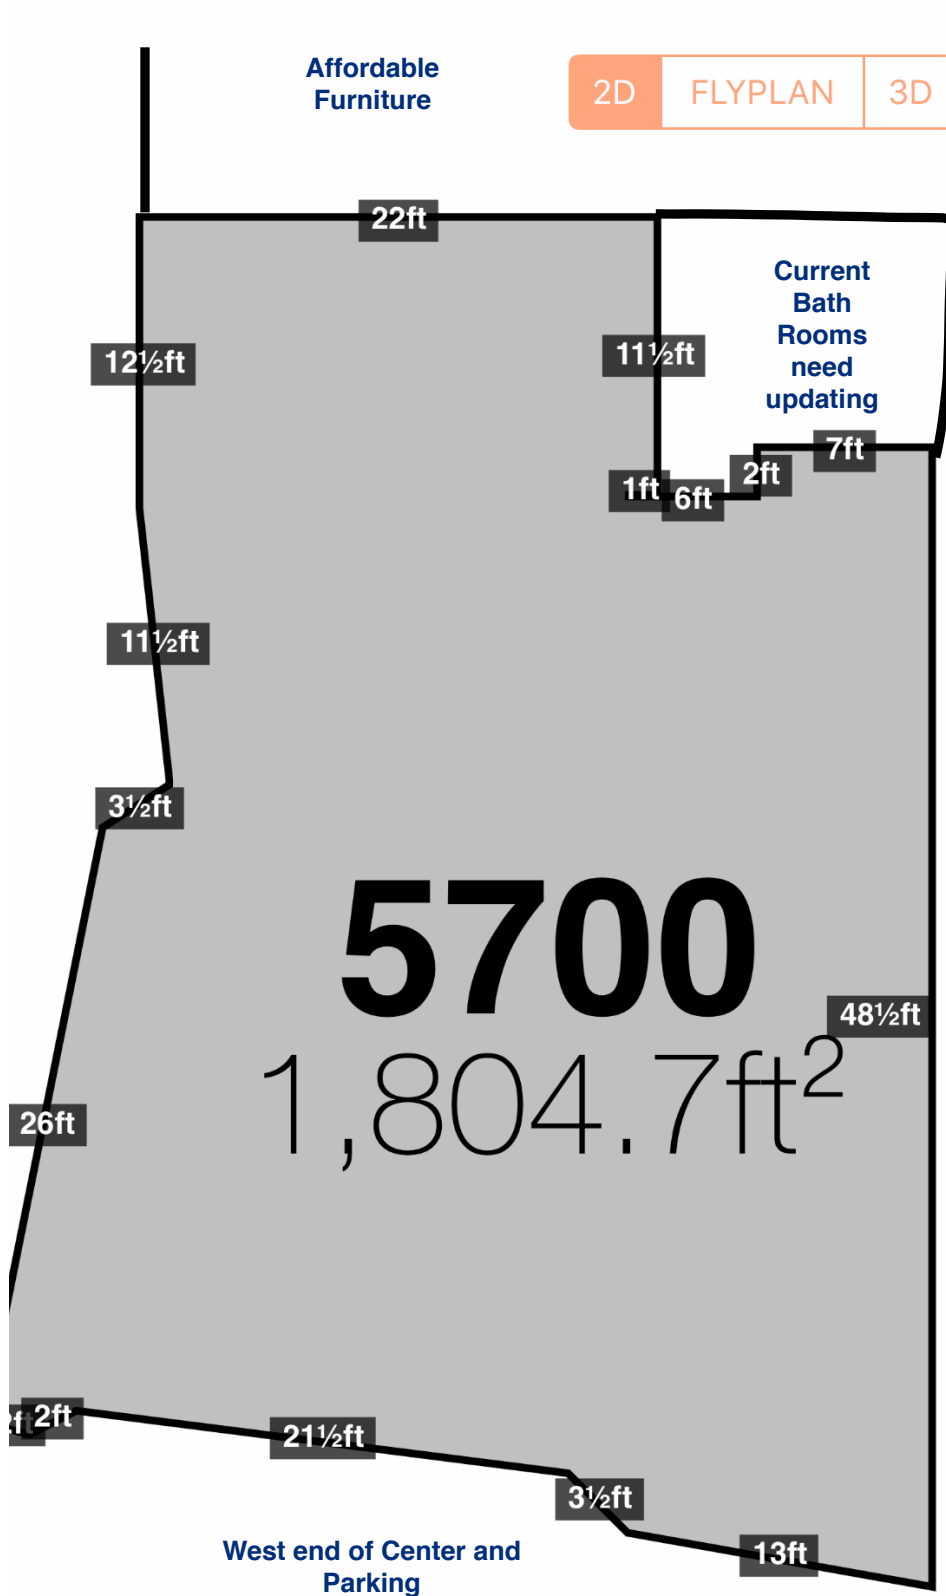 Affordable
Furniture
2D FLYPLAN 3D
22ft
12½ft
11½ft
Current
Bath
Rooms
need
updating
7ft
2ft
1ft
6ft
11½ft
3½ft
5700
48½ft
1,804.7ft²
26ft
2ft
2ft
21½ft
3½ft
West end of Center and
Parking
13ft